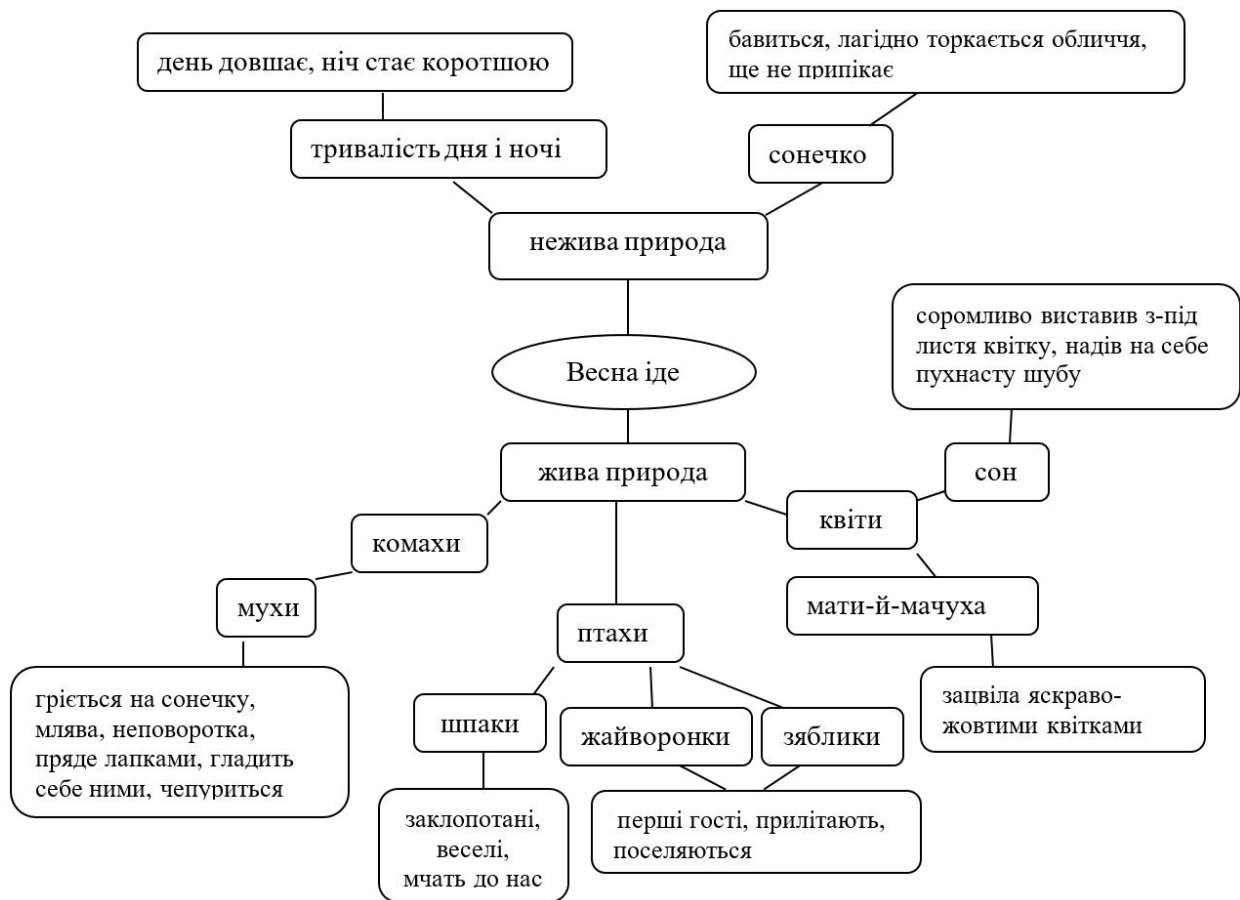 день довшає, ніч стає коротшою
бавиться, лагідно торкається обличчя,
ще не припікає
тривалість дня і ночі
сонечко
нежива природа
соромливо виставив з-під
листя квітку, надів на себе
пухнасту шубу
Весна іде
жива природа
сон
квіти
комахи
мухи
мати-й-мачуха
птахи
гріється на сонечку,
млява, неповоротка,
пряде лапками, гладить
себе ними, чепуриться
зацвіла яскраво-
жовтими квітками
шпаки
жайворонки
зяблики
заклопотані,
веселі,
мчать до нас
перші гості, прилітають,
поселяються